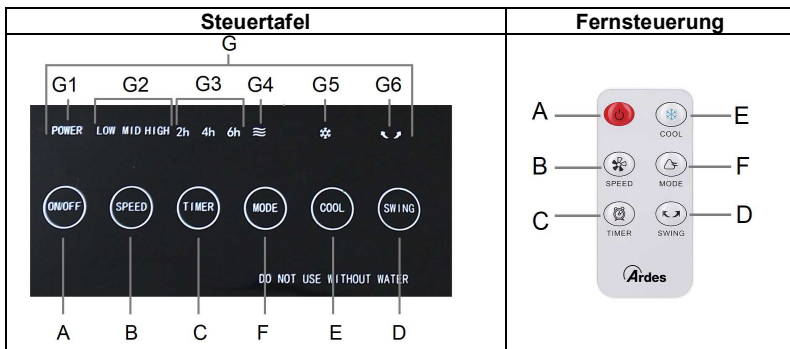 Steuertafel
Fernsteuerung
G
G1 G2 G3 G4 G5 G6
POWER LOW MID HIGH 2h 4h 6h
ON/OFF SPEED TIMER MODE COOL SWING
DO NOT USE WITHOUT WATER
A B C F E D
A E
COOL
B F
SPEED MODE
C D
TIMER SWING
Ardes